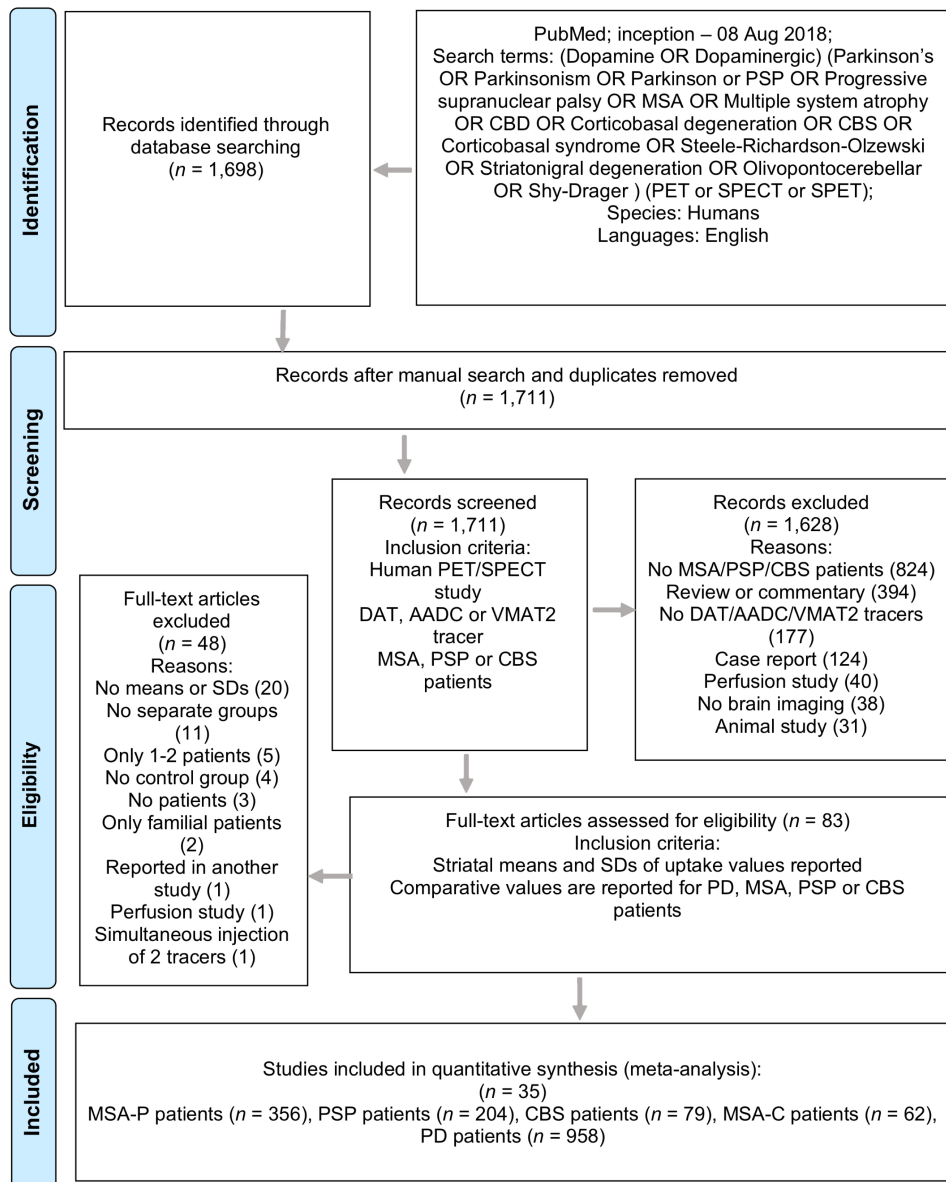 Identification
Records identified through
database searching
(n = 1,698)
PubMed; inception – 08 Aug 2018;
Search terms: (Dopamine OR Dopaminergic) (Parkinson’s
OR Parkinsonism OR Parkinson or PSP OR Progressive
supranuclear palsy OR MSA OR Multiple system atrophy
OR CBD OR Corticobasal degeneration OR CBS OR
Corticobasal syndrome OR Steele-Richardson-Olzewski
OR Striatonigral degeneration OR Olivopontocerebellar
OR Shy-Drager ) (PET or SPECT or SPET);
Species: Humans
Languages: English
Screening
Records after manual search and duplicates removed
(n = 1,711)
Records screened
(n = 1,711)
Inclusion criteria:
Human PET/SPECT
study
DAT, AADC or VMAT2
tracer
MSA, PSP or CBS
patients
Records excluded
(n = 1,628)
Reasons:
No MSA/PSP/CBS patients (824)
Review or commentary (394)
No DAT/AADC/VMAT2 tracers
(177)
Case report (124)
Perfusion study (40)
No brain imaging (38)
Animal study (31)
Eligibility
Full-text articles
excluded
(n = 48)
Reasons:
No means or SDs (20)
No separate groups
(11)
Only 1-2 patients (5)
No control group (4)
No patients (3)
Only familial patients
(2)
Reported in another
study (1)
Perfusion study (1)
Simultaneous injection
of 2 tracers (1)
Full-text articles assessed for eligibility (n = 83)
Inclusion criteria:
Striatal means and SDs of uptake values reported
Comparative values are reported for PD, MSA, PSP or CBS
patients
Included
Studies included in quantitative synthesis (meta-analysis):
(n = 35)
MSA-P patients (n = 356), PSP patients (n = 204), CBS patients (n = 79), MSA-C patients (n = 62),
PD patients (n = 958)